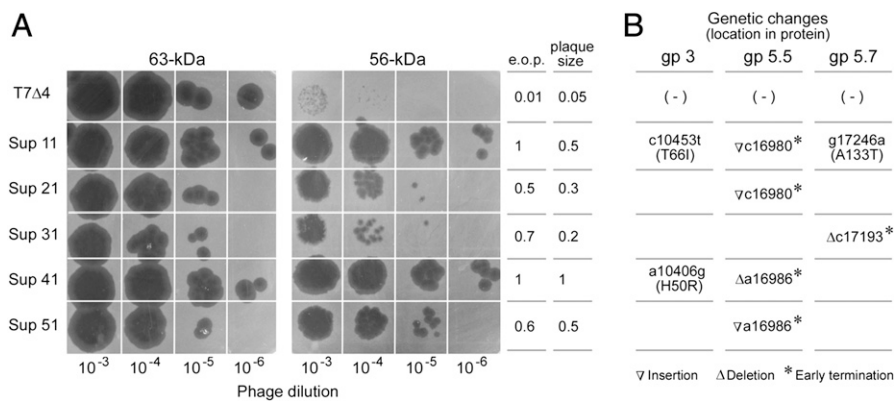 A
B
Genetic changes
(location in protein)
63-kDa 56-kDa e.o.p. plaque size
gp 3 gp 5.5 gp 5.7
T7Δ4 0.01 0.05 (-) (-) (-)
Sup 11 1 0.5 c10453t (T66I) ∇c16980* g17246a (A133T)
Sup 21 0.5 0.3 ∇c16980*
Sup 31 0.7 0.2 Δc17193*
Sup 41 1 1 a10406g (H50R) Δa16986*
Sup 51 0.6 0.5 ∇a16986*
10-3 10-4 10-5 10-6 10-3 10-4 10-5 10-6
Phage dilution
∇ Insertion Δ Deletion * Early termination